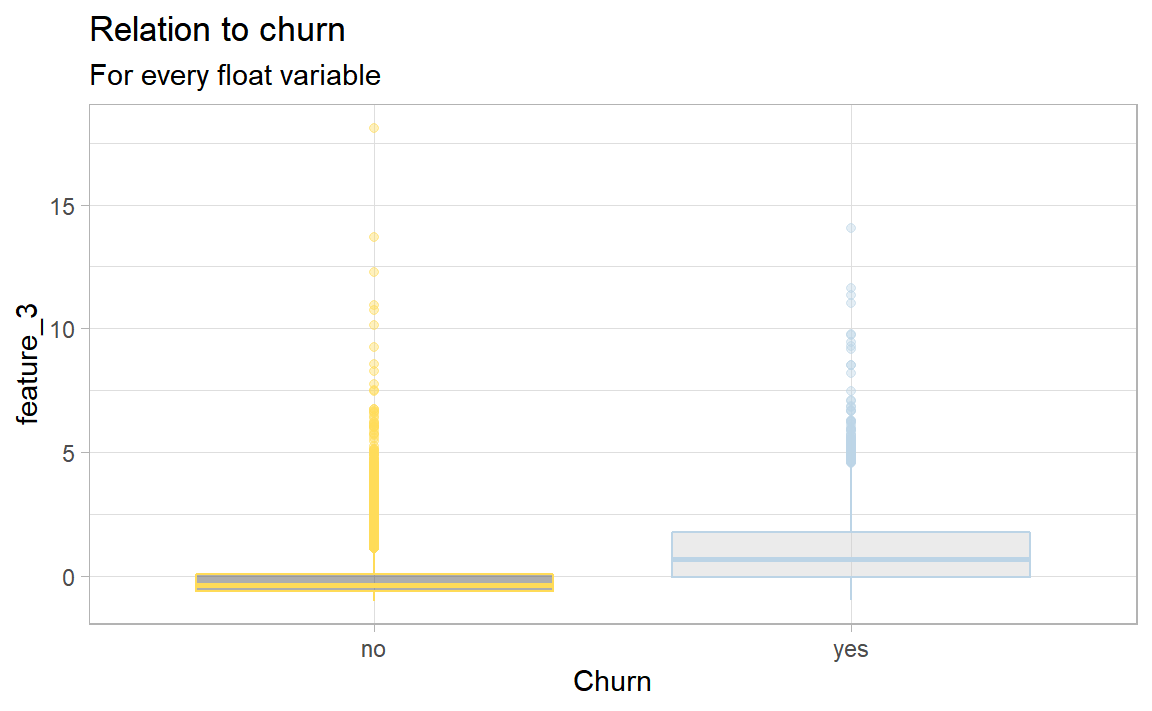 Relation to churn
For every float variable
15
10
5
0
feature_3
no
yes
Churn